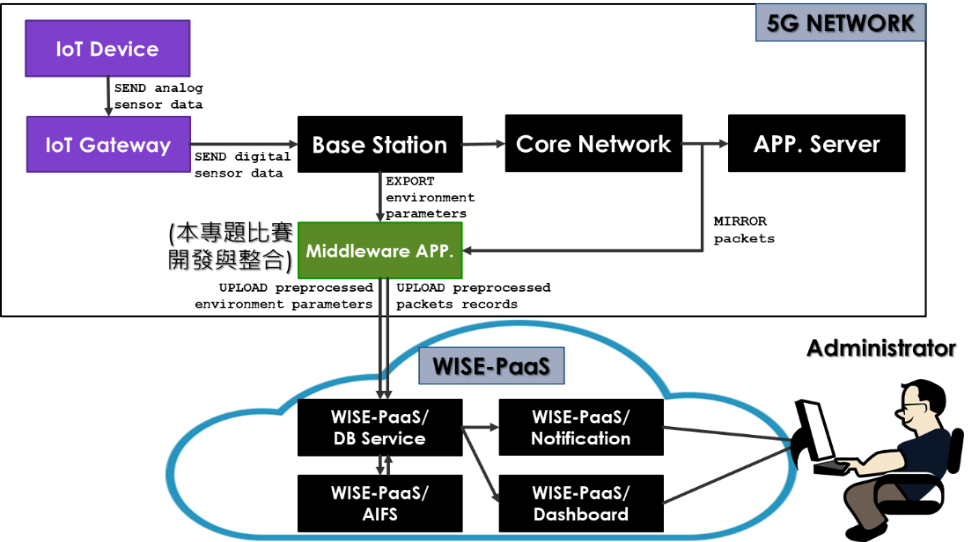 5G NETWORK
IoT Device
SEND analog
sensor data
IoT Gateway
SEND digital
sensor data
Base Station
Core Network
APP. Server
EXPORT
environment
parameters
MIRROR
packets
(本專題比賽
開發與整合)
Middleware APP.
UPLOAD preprocessed
environment parameters
UPLOAD preprocessed
packets records
WISE-PaaS
Administrator
WISE-PaaS/
DB Service
WISE-PaaS/
Notification
WISE-PaaS/
AIFS
WISE-PaaS/
Dashboard